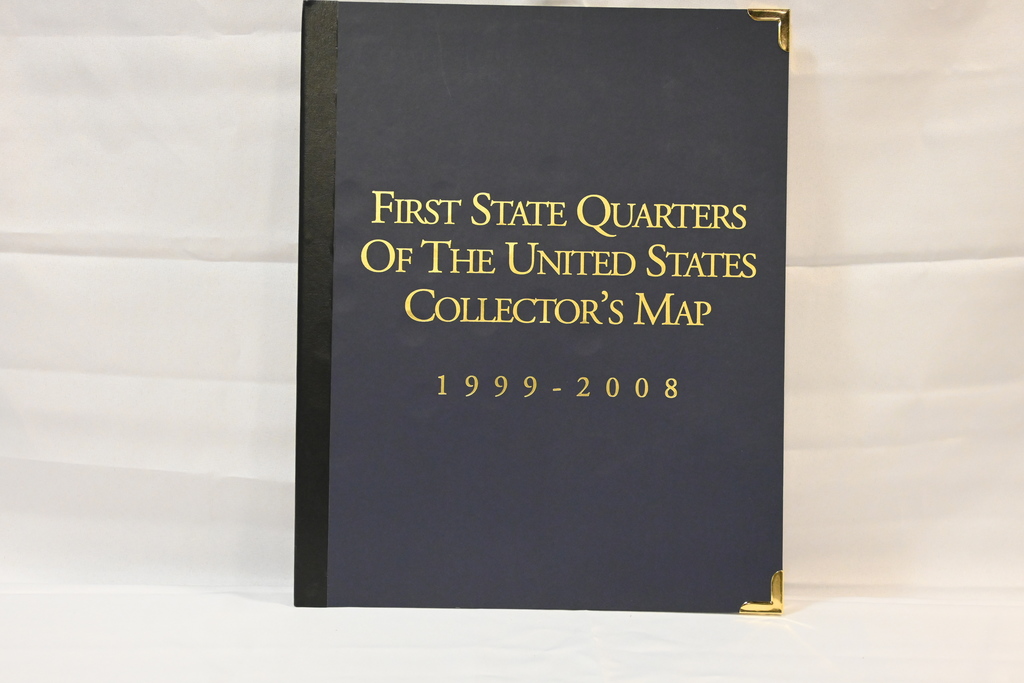 First State Quarters
Of The United States
Collector's Map
1999-2008